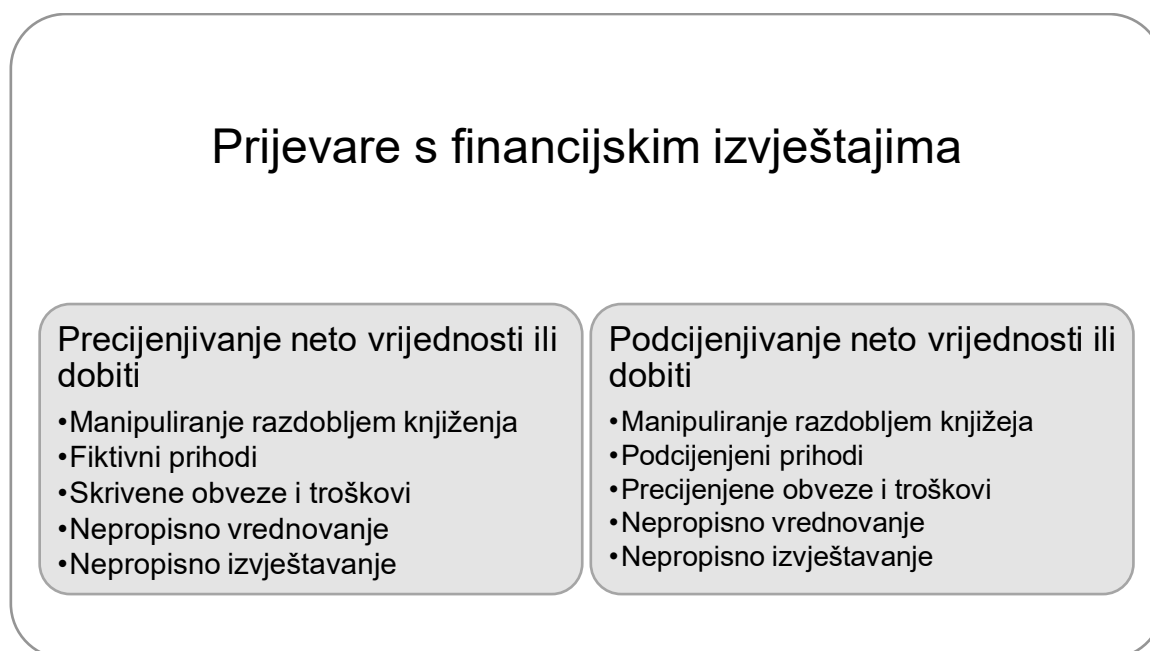 Prijevare s financijskim izvještajima
Precijenjivanje neto vrijednosti ili
dobiti
•Manipuliranje razdobljem knjiženja
•Fiktivni prihodi
•Skrivene obveze i troškovi
•Nepropisno vrednovanje
•Nepropisno izvještavanje
Podcijenjivanje neto vrijednosti ili
dobiti
•Manipuliranje razdobljem knjižeja
•Podcijenjeni prihodi
•Precijenjene obveze i troškovi
•Nepropisno vrednovanje
•Nepropisno izvještavanje